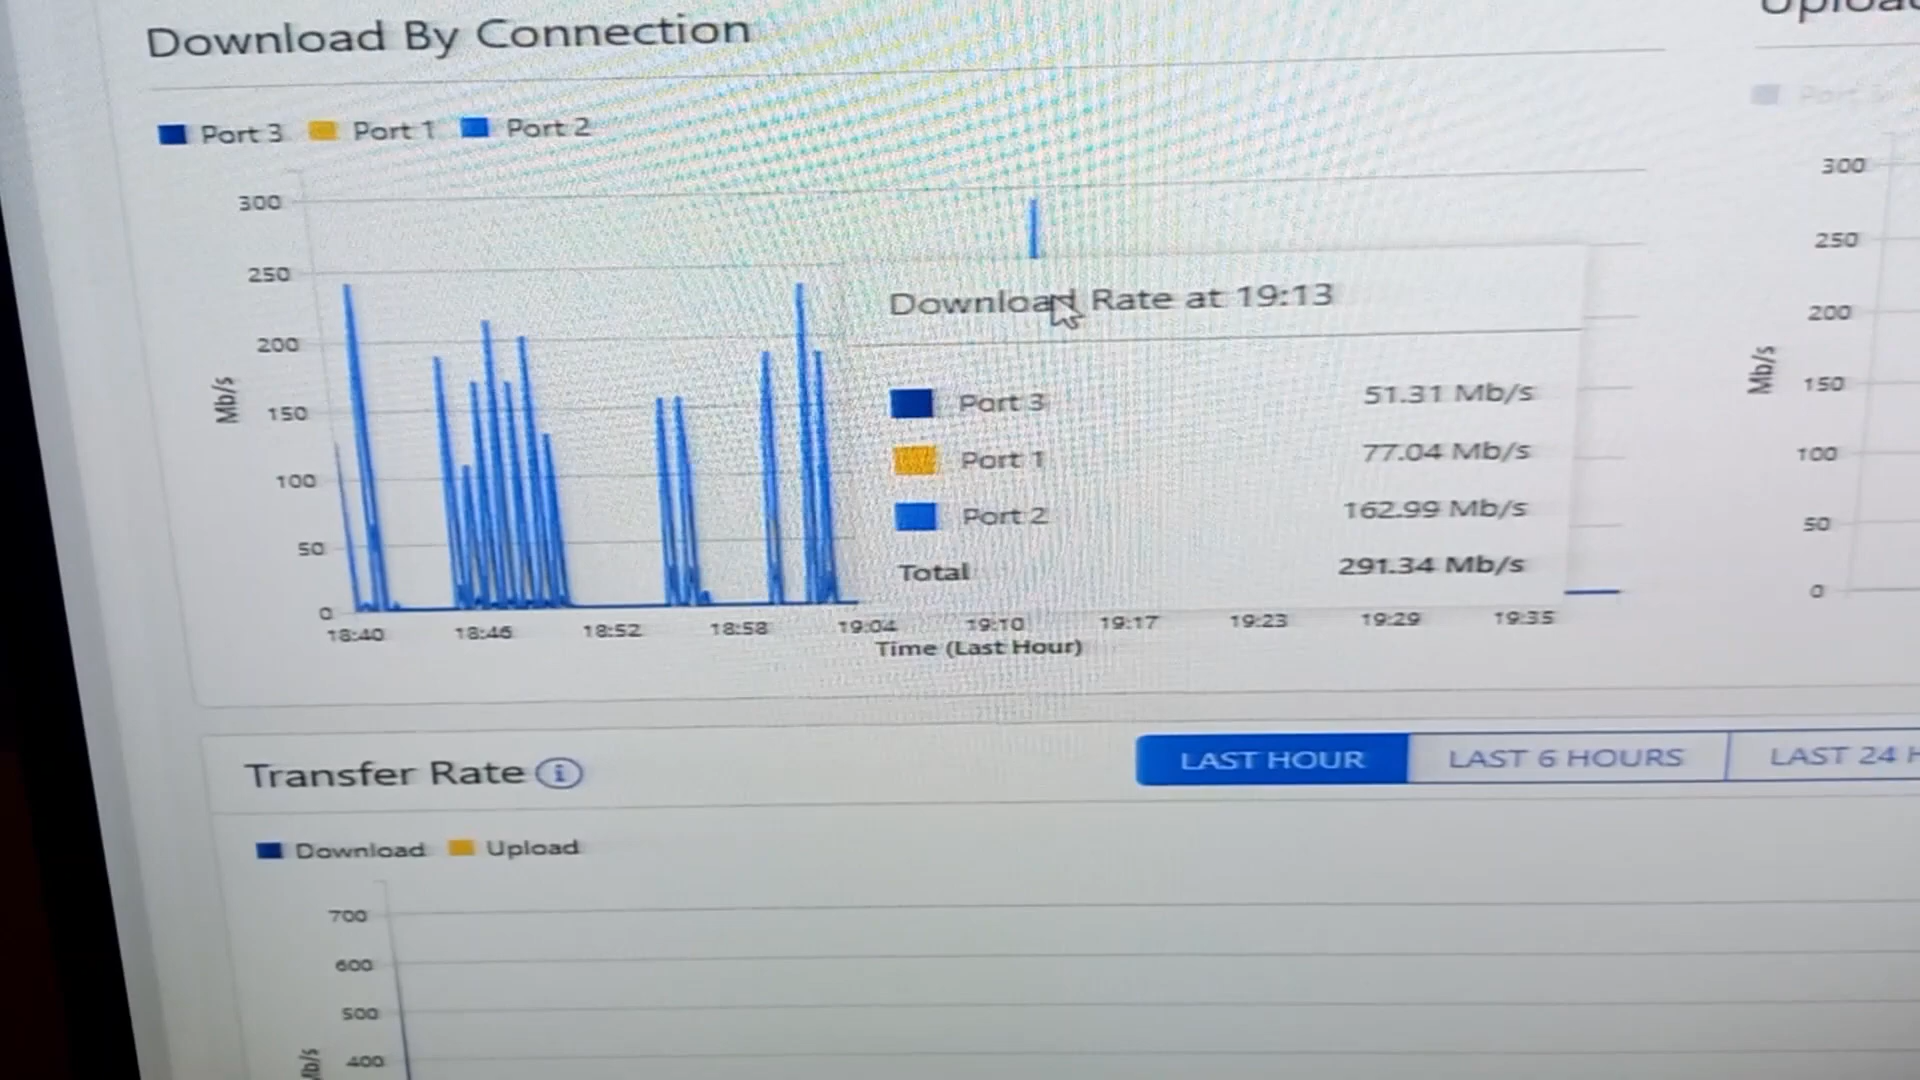 Download By Connection
Port 3 Port 1 Port 2
300
250
200
150
100
50
0
Mb/s
18:40 18:46 18:52 18:58 19:04 19:10 19:17 19:23 19:29 19:35
Time (Last Hour)
Download Rate at 19:13
Port 3 51.31 Mb/s
Port 1 77.04 Mb/s
Port 2 162.99 Mb/s
Total 291.34 Mb/s
300
250
200
150
100
50
0
Mb/s
Transfer Rate
LAST HOUR LAST 6 HOURS LAST 24 H
Download Upload
700
600
500
400